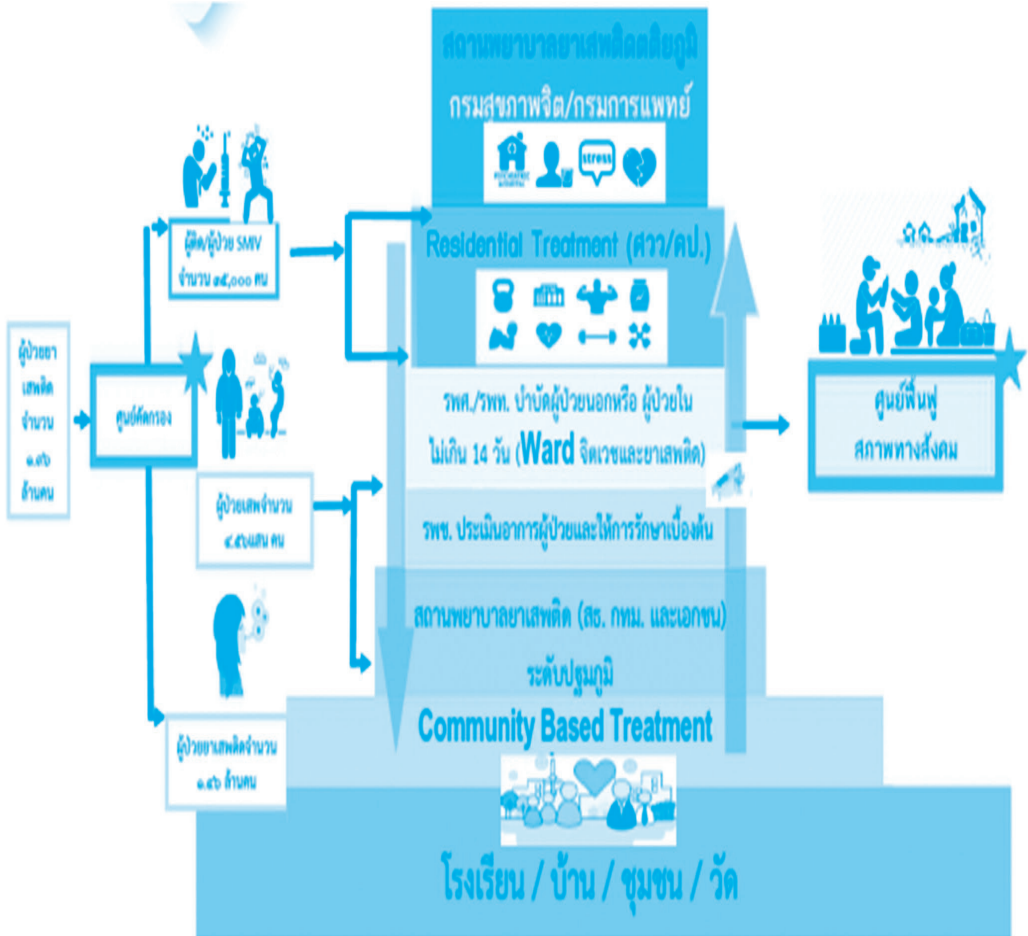 สถานพยาบาลยาเสพติดตติยภูมิ
กรมสุขภาพจิต/กรมการแพทย์
stress
ผู้ติด/ผู้ป่วย SMIV
จำนวน ๓๕,๐๐๐ คน
Residential Treatment (ศวว/คป.)
ผู้ป่วยยา
เสพติด
จำนวน
๑.๙๖
ล้านคน
ศูนย์คัดกรอง
รพศ./รพท. บำบัดผู้ป่วยนอกหรือ ผู้ป่วยใน
ไม่เกิน 14 วัน (Ward จิตเวชและยาเสพติด)
ศูนย์ฟื้นฟู
สภาพทางสังคม
ผู้ป่วยเสพจำนวน
๔.๕๖แสน คน
รพช. ประเมินอาการผู้ป่วยและให้การรักษาเบื้องต้น
สถานพยาบาลยาเสพติด (สธ. กทม. และเอกชน)
ระดับปฐมภูมิ
Community Based Treatment
ผู้ป่วยยาเสพติดจำนวน
๑.๔๖ ล้านคน
โรงเรียน / บ้าน / ชุมชน / วัด